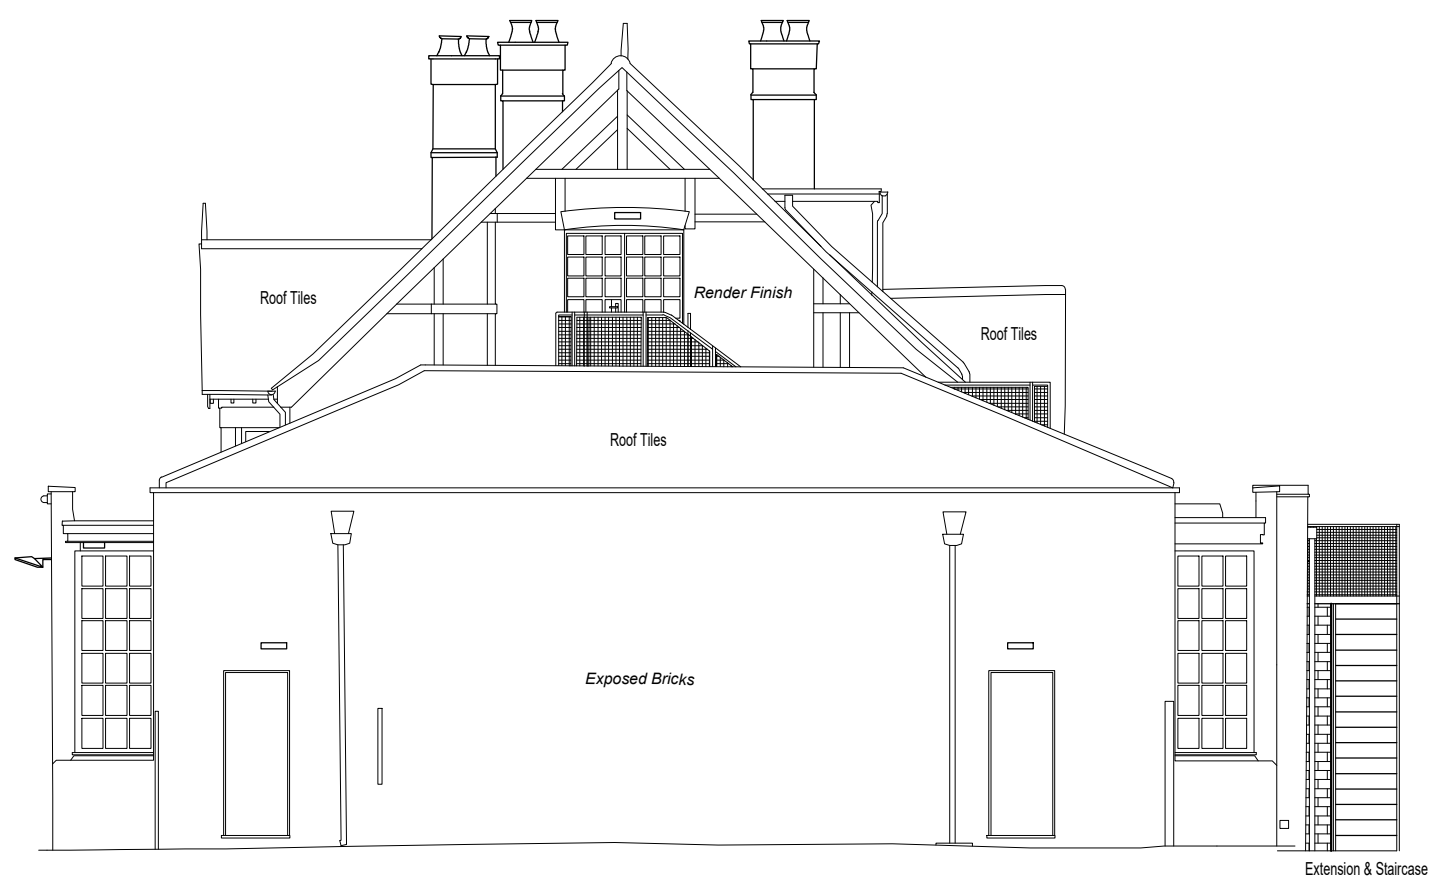 Render Finish
Roof Tiles
Roof Tiles
Roof Tiles
Exposed Bricks
Extension & Staircase